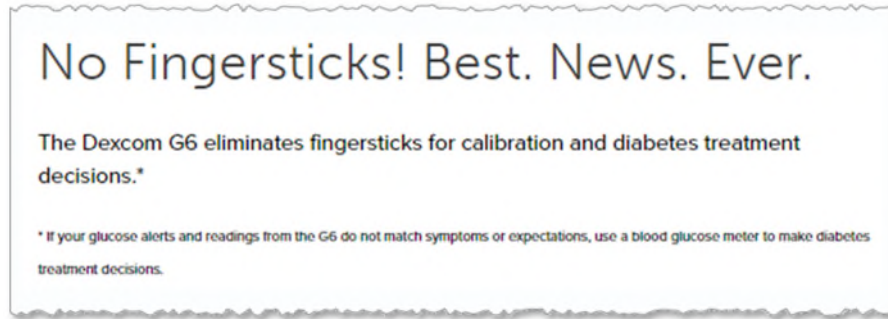 No Fingersticks! Best. News. Ever.
The Dexcom G6 eliminates fingersticks for calibration and diabetes treatment
decisions.*
* If your glucose alerts and readings from the G6 do not match symptoms or expectations, use a blood glucose meter to make diabetes
treatment decisions.